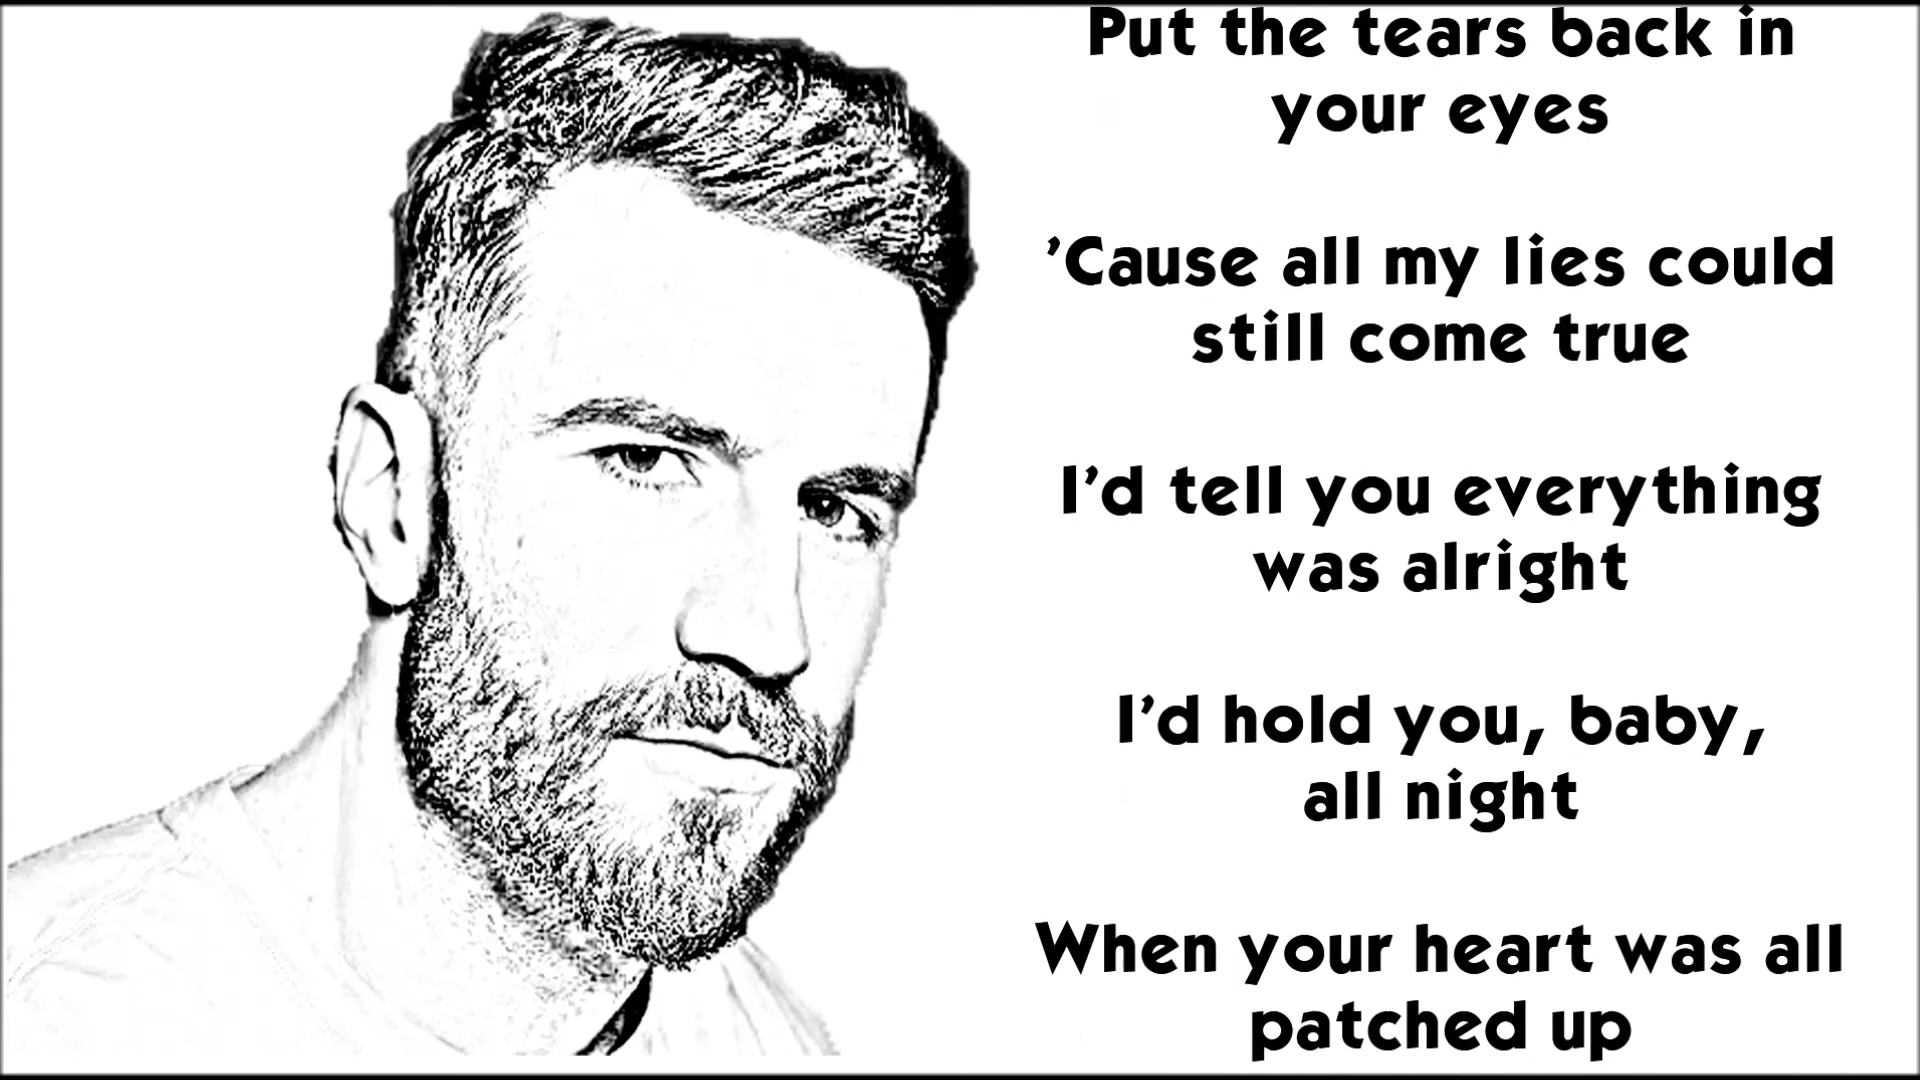 Put the tears back in
your eyes
'Cause all my lies could
still come true
I'd tell you everything
was alright
I'd hold you, baby,
all night
When your heart was all
patched up